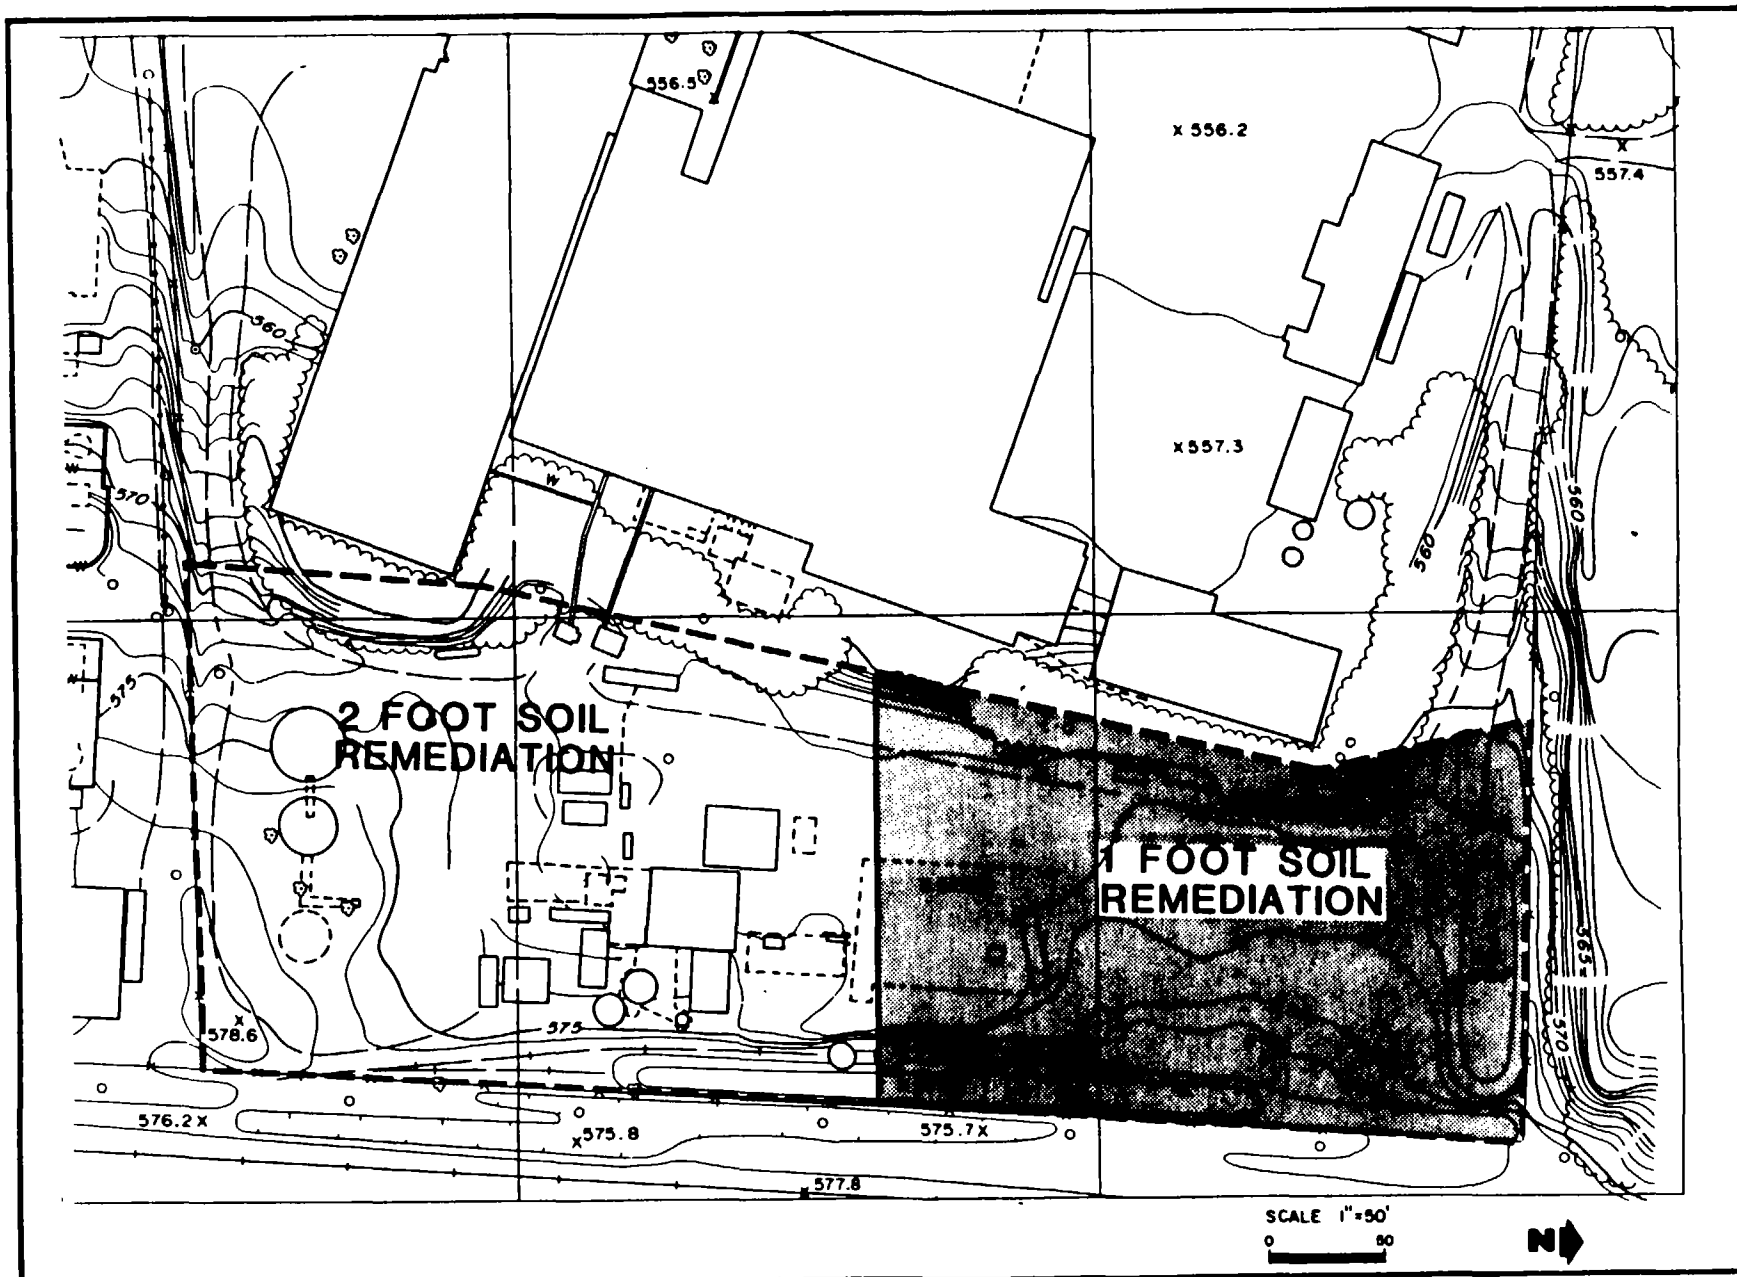 556.5
X 556.2
X
557.4
560
X 557.3
W
W
570
560
560
575
2 FOOT SOIL
REMEDIATION
1 FOOT SOIL
REMEDIATION
565
X
578.6
575
570
576.2 X
X 575.8
575.7 X
577.8
SCALE 1"=50'
0 50
N